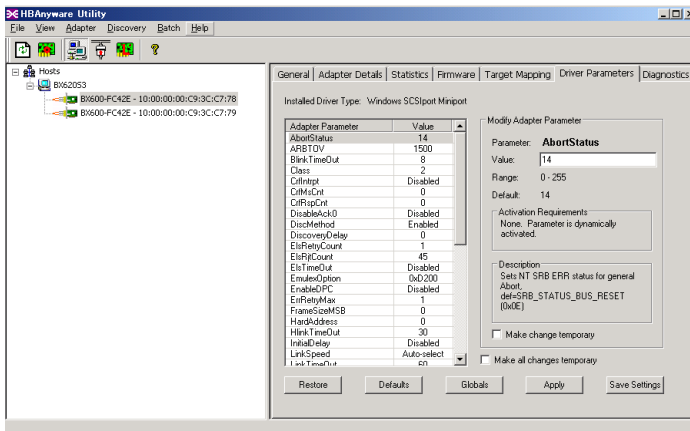 HBAnyware Utility
File View Adapter Discovery Batch Help
Hosts
BX620S3
BX600-FC42E - 10:00:00:00:C9:3C:C7:78
BX600-FC42E - 10:00:00:00:C9:3C:C7:79
General Adapter Details Statistics Firmware Target Mapping Driver Parameters Diagnostics
Installed Driver Type: Windows SCSIport Miniport
Adapter Parameter Value
AbortStatus 14
ARBTOV 1500
BlinkTimeOut 8
Class 2
CrfIntrpt Disabled
CrfMsCnt 0
CrfRspCnt 0
DisableAck0 Disabled
DiscMethod Enabled
DiscoveryDelay 0
ElsRetryCount 1
ElsRjtCount 45
ElsTimeOut Disabled
EmulexOption 0xD200
EnableDPC Disabled
ErrRetryMax 1
FrameSizeMSB 0
HardAddress 0
HlinkTimeOut 30
InitialDelay Disabled
LinkSpeed Auto-select
LinkTimeOut 60
Modify Adapter Parameter
Parameter: AbortStatus
Value: 14
Range: 0 - 255
Default: 14
Activation Requirements
None. Parameter is dynamically
activated.
Description
Sets NT SRB ERR status for general
Abort,
def=SRB_STATUS_BUS_RESET
(0x0E)
Make change temporary
Make all changes temporary
Restore Defaults Globals Apply Save Settings